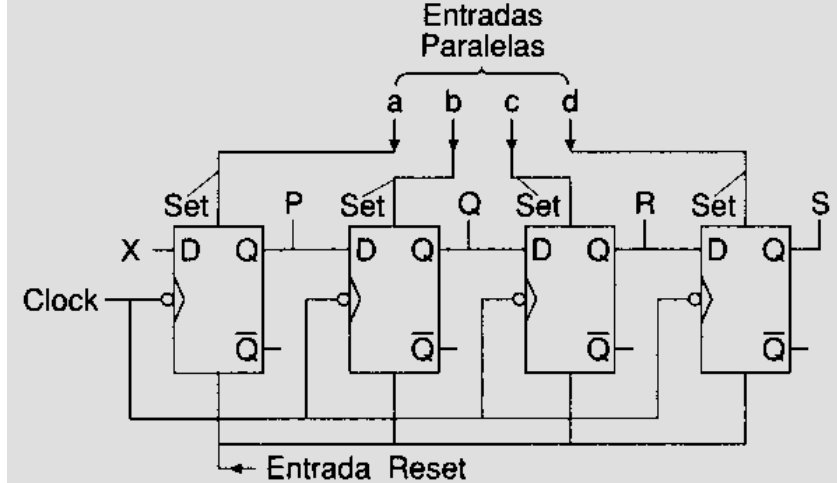 Entradas
Paralelas
a b c d
Set P Set Q Set R Set S
X D Q D Q D Q D Q
Clock
Q̅ Q̅ Q̅ Q̅
Entrada Reset